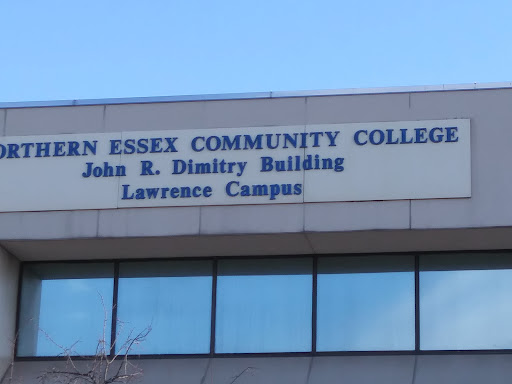 ORTHERN ESSEX COMMUNITY COLLEGE
John R. Dimitry Building
Lawrence Campus